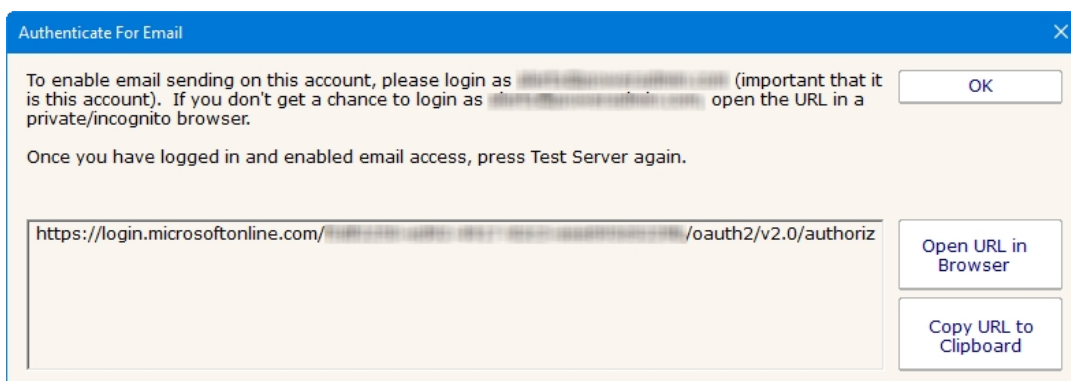 Authenticate For Email
To enable email sending on this account, please login as (important that it
is this account). If you don't get a chance to login as open the URL in a
private/incognito browser.
OK
Once you have logged in and enabled email access, press Test Server again.
https://login.microsoftonline.com/ /oauth2/v2.0/authoriz
Open URL in
Browser
Copy URL to
Clipboard